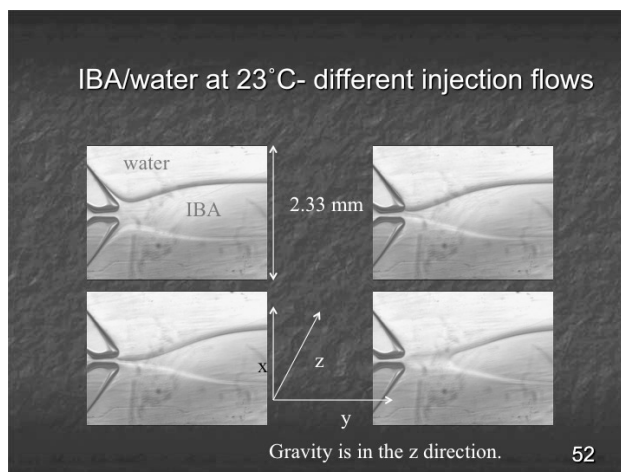 IBA/water at 23˚C- different injection flows
water
IBA
2.33 mm
x
z
y
Gravity is in the z direction.
52